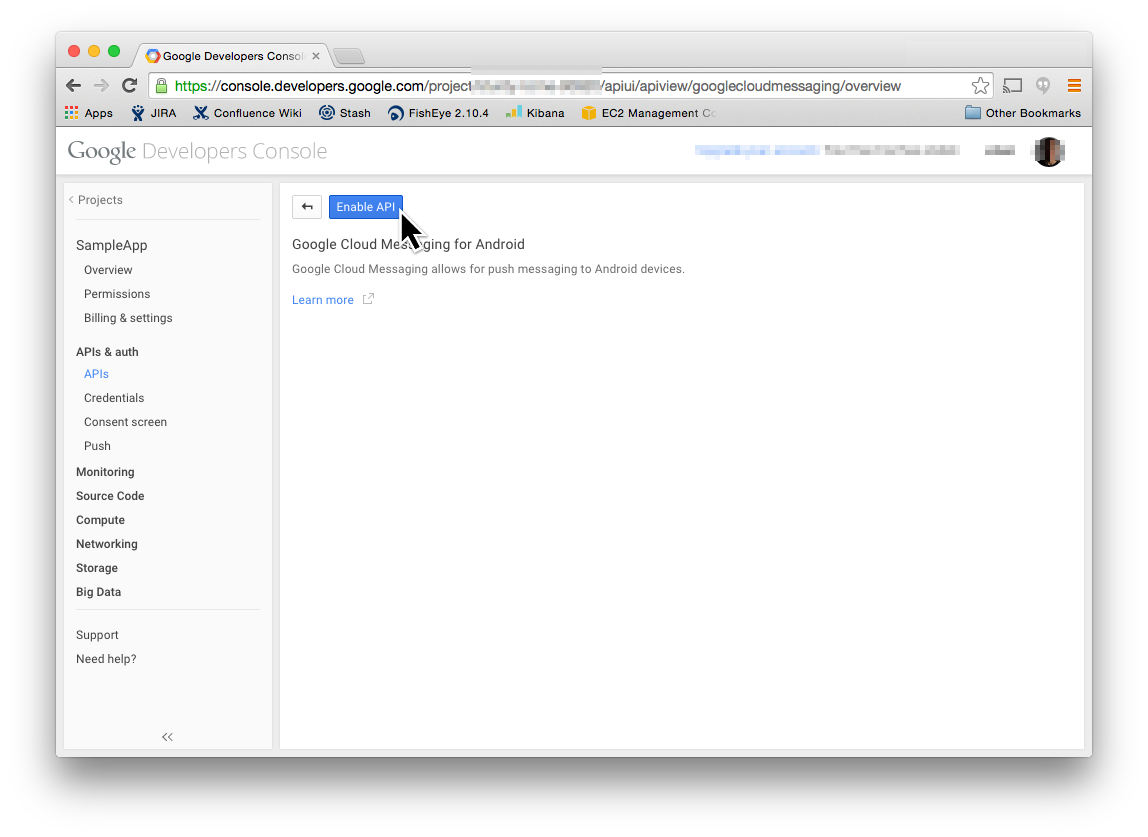 Google Developers Conso
https://console.developers.google.com/project /apiui/apiview/googlecloudmessaging/overview
Apps JIRA Confluence Wiki Stash FishEye 2.10.4 Kibana EC2 Management Co Other Bookmarks
Google Developers Console
Projects
SampleApp
Overview
Permissions
Billing & settings
APIs & auth
APIs
Credentials
Consent screen
Push
Monitoring
Source Code
Compute
Networking
Storage
Big Data
Support
Need help?
Enable API
Google Cloud Messaging for Android
Google Cloud Messaging allows for push messaging to Android devices.
Learn more